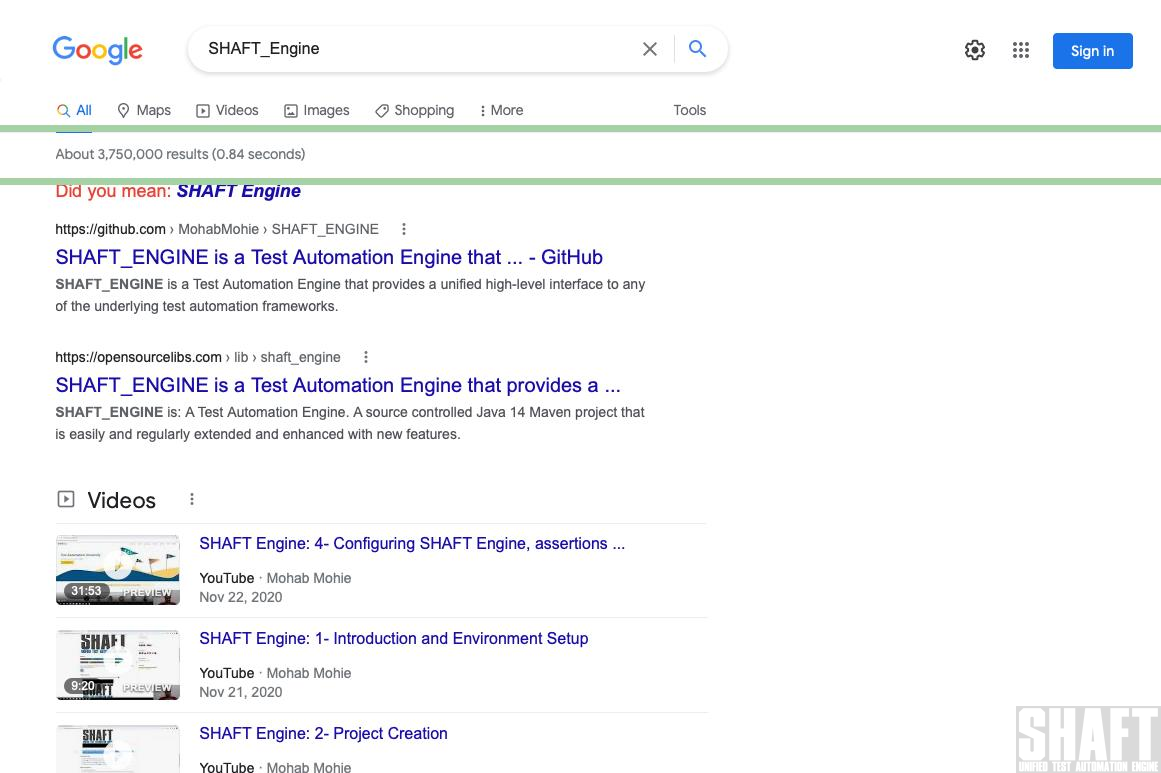 Google
SHAFT_Engine
Sign in
All Maps Videos Images Shopping More Tools
About 3,750,000 results (0.84 seconds)
Did you mean: SHAFT Engine
https://github.com › MohabMohie › SHAFT_ENGINE
SHAFT_ENGINE is a Test Automation Engine that ... - GitHub
SHAFT_ENGINE is a Test Automation Engine that provides a unified high-level interface to any
of the underlying test automation frameworks.
https://opensourcelibs.com › lib › shaft_engine
SHAFT_ENGINE is a Test Automation Engine that provides a ...
SHAFT_ENGINE is: A Test Automation Engine. A source controlled Java 14 Maven project that
is easily and regularly extended and enhanced with new features.
Videos
SHAFT Engine: 4- Configuring SHAFT Engine, assertions ...
31:53 PREVIEW
YouTube · Mohab Mohie
Nov 22, 2020
SHAFT Engine: 1- Introduction and Environment Setup
SHAFT
9:20 PREVIEW
YouTube · Mohab Mohie
Nov 21, 2020
SHAFT Engine: 2- Project Creation
SHAFT
YouTube · Mohab Mohie
SHAFT
UNIFIED TEST AUTOMATION ENGINE